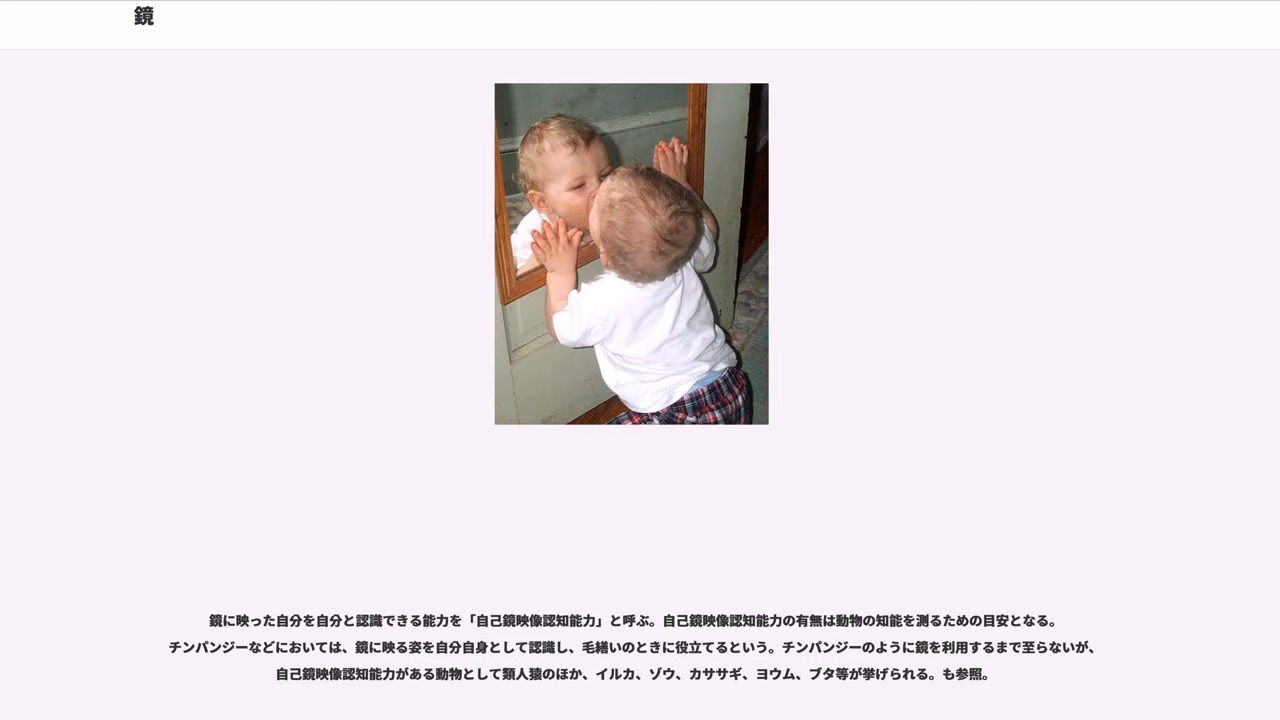 鏡
鏡に映った自分を自分と認識できる能力を「自己鏡映像認知能力」と呼ぶ。自己鏡映像認知能力の有無は動物の知能を測るための目安となる。
チンパンジーなどにおいては、鏡に映る姿を自分自身として認識し、毛繕いのときに役立てるという。チンパンジーのように鏡を利用するまで至らないが、
自己鏡映像認知能力がある動物として類人猿のほか、イルカ、ゾウ、カササギ、ヨウム、ブタ等が挙げられる。も参照。